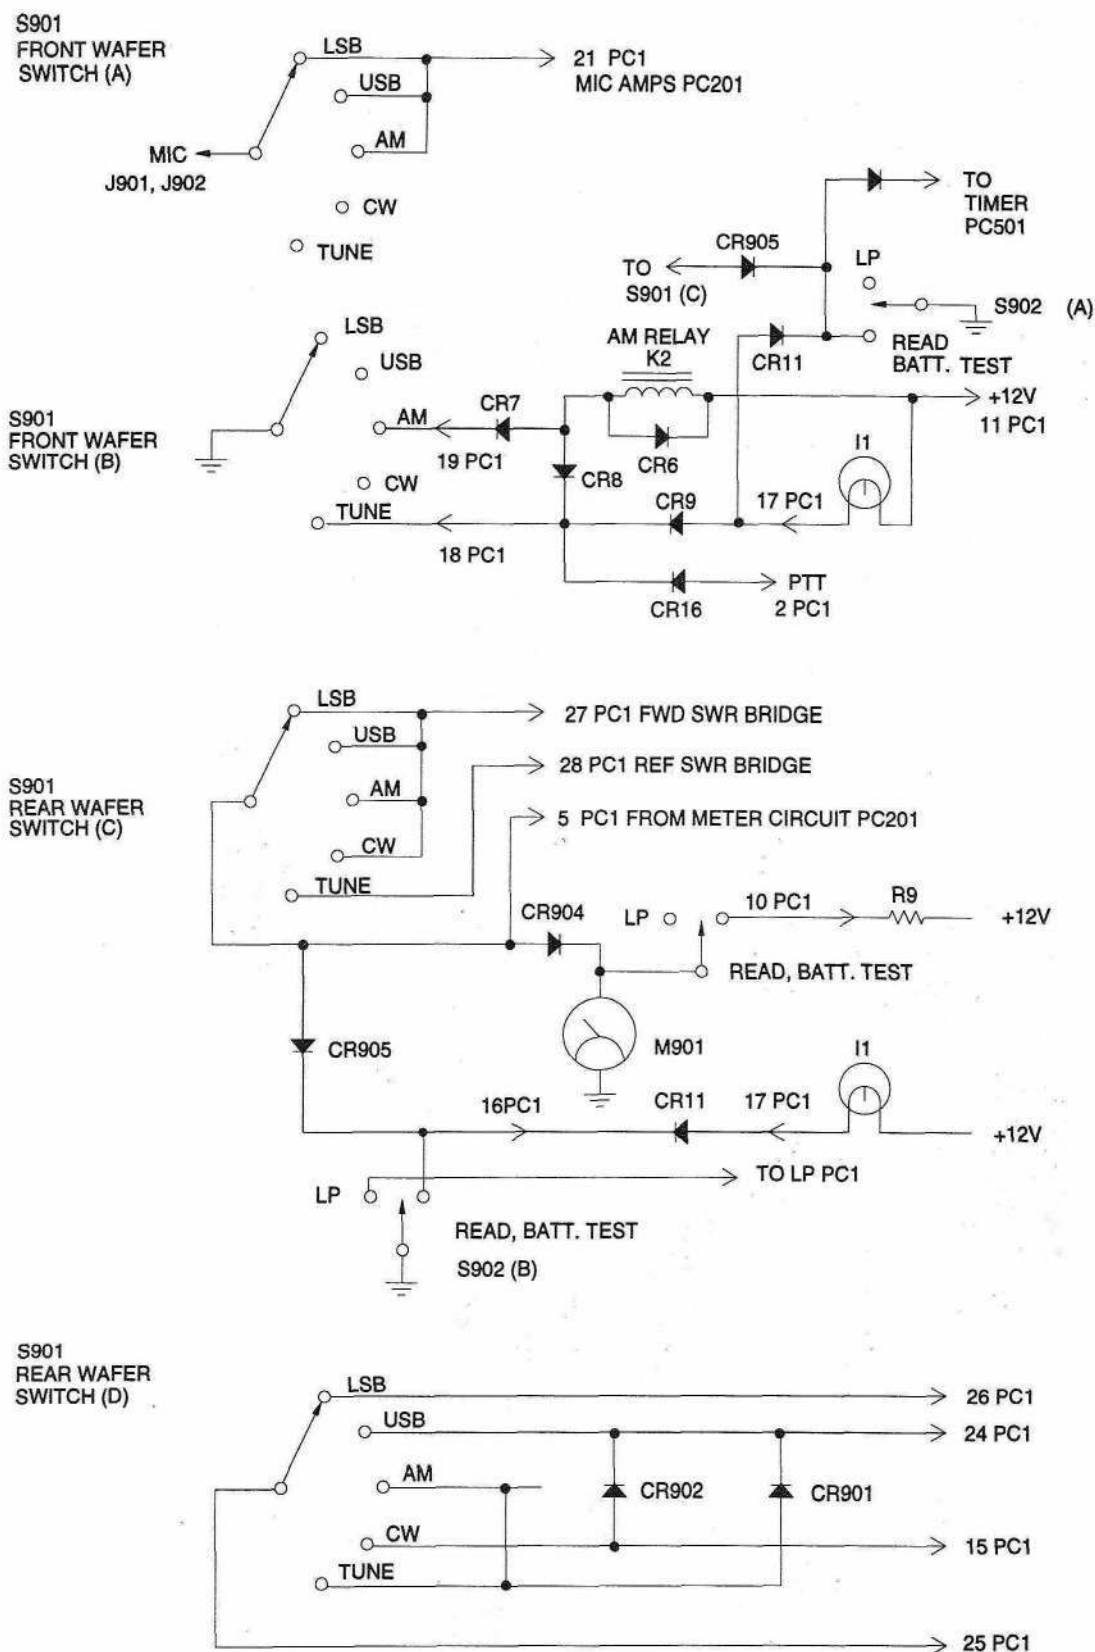 S901
FRONT WAFER
SWITCH (A)
LSB
USB
AM
CW
TUNE
MIC
J901, J902
21 PC1
MIC AMPS PC201
TO
TIMER
PC501
CR905
TO
S901 (C)
LP
S902 (A)
READ
BATT. TEST
CR11
AM RELAY
K2
+12V
11 PC1
S901
FRONT WAFER
SWITCH (B)
LSB
USB
AM
CW
TUNE
CR7
19 PC1
CR6
CR8
I1
CR9
17 PC1
18 PC1
CR16
PTT
2 PC1
S901
REAR WAFER
SWITCH (C)
LSB
USB
AM
CW
TUNE
27 PC1 FWD SWR BRIDGE
28 PC1 REF SWR BRIDGE
5 PC1 FROM METER CIRCUIT PC201
CR904
LP
10 PC1
R9
+12V
READ, BATT. TEST
M901
CR905
I1
16PC1
CR11
17 PC1
+12V
TO LP PC1
LP
READ, BATT. TEST
S902 (B)
S901
REAR WAFER
SWITCH (D)
LSB
USB
AM
CW
TUNE
26 PC1
24 PC1
CR902
CR901
15 PC1
25 PC1